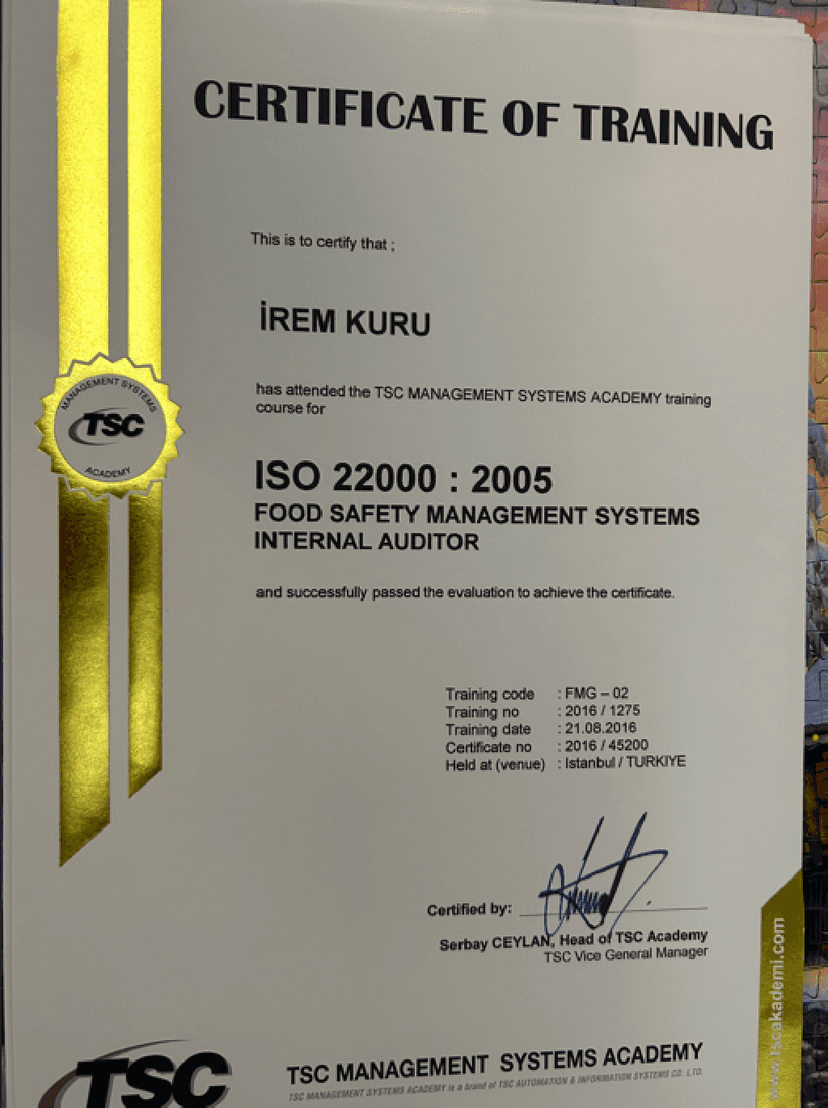 CERTIFICATE OF TRAINING
This is to certify that ;
İREM KURU
has attended the TSC MANAGEMENT SYSTEMS ACADEMY training
course for
MANAGEMENT SYSTEMS
TSC
ACADEMY
ISO 22000 : 2005
FOOD SAFETY MANAGEMENT SYSTEMS
INTERNAL AUDITOR
and successfully passed the evaluation to achieve the certificate.
Training code : FMG – 02
Training no : 2016 / 1275
Training date : 21.08.2016
Certificate no : 2016 / 45200
Held at (venue) : Istanbul / TURKIYE
Certified by:
Serbay CEYLAN, Head of TSC Academy
TSC Vice General Manager
www.tscakademi.com
TSC
TSC MANAGEMENT SYSTEMS ACADEMY
TSC MANAGEMENT SYSTEMS ACADEMY is a brand of TSC AUTOMATION & INFORMATION SYSTEMS CO. LTD.